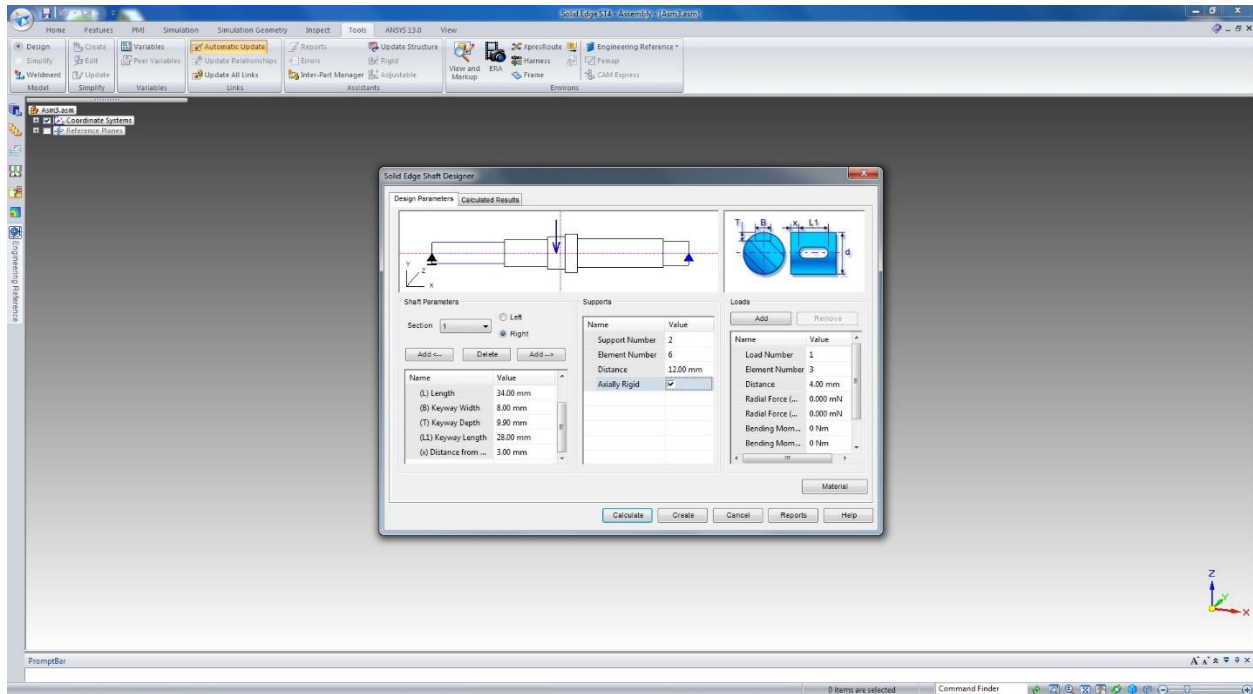 Solid Edge ST4 - Assembly - [Asm3.asm]
Home Features PMI Simulation Simulation Geometry Inspect Tools ANSYS 13.0 View
Design Create Variables Automatic Update Reports Update Structure XpresRoute Engineering Reference
Simplify Edit Peer Variables Update Relationships Errors Rigid View and Markup ERA Harness Femap
Weldment Update Update All Links Inter-Part Manager Adjustable Frame CAM Express
Model Simplify Variables Links Assistants Environs
Asm3.asm
Coordinate Systems
Reference Planes
Engineering Reference
Solid Edge Shaft Designer
Design Parameters Calculated Results
Y Z X
T B x L1 d
Shaft Parameters
Section 1
Left
Right
Add <-- Delete Add -->
Name Value
(L) Length 34.00 mm
(B) Keyway Width 8.00 mm
(T) Keyway Depth 9.90 mm
(L1) Keyway Length 28.00 mm
(x) Distance from ... 3.00 mm
Supports
Name Value
Support Number 2
Element Number 6
Distance 12.00 mm
Axially Rigid
Loads
Add Remove
Name Value
Load Number 1
Element Number 3
Distance 4.00 mm
Radial Force (... 0.000 mN
Radial Force (... 0.000 mN
Bending Mom... 0 Nm
Bending Mom... 0 Nm
Material
Calculate Create Cancel Reports Help
Z
Y
X
PromptBar
0 items are selected Command Finder